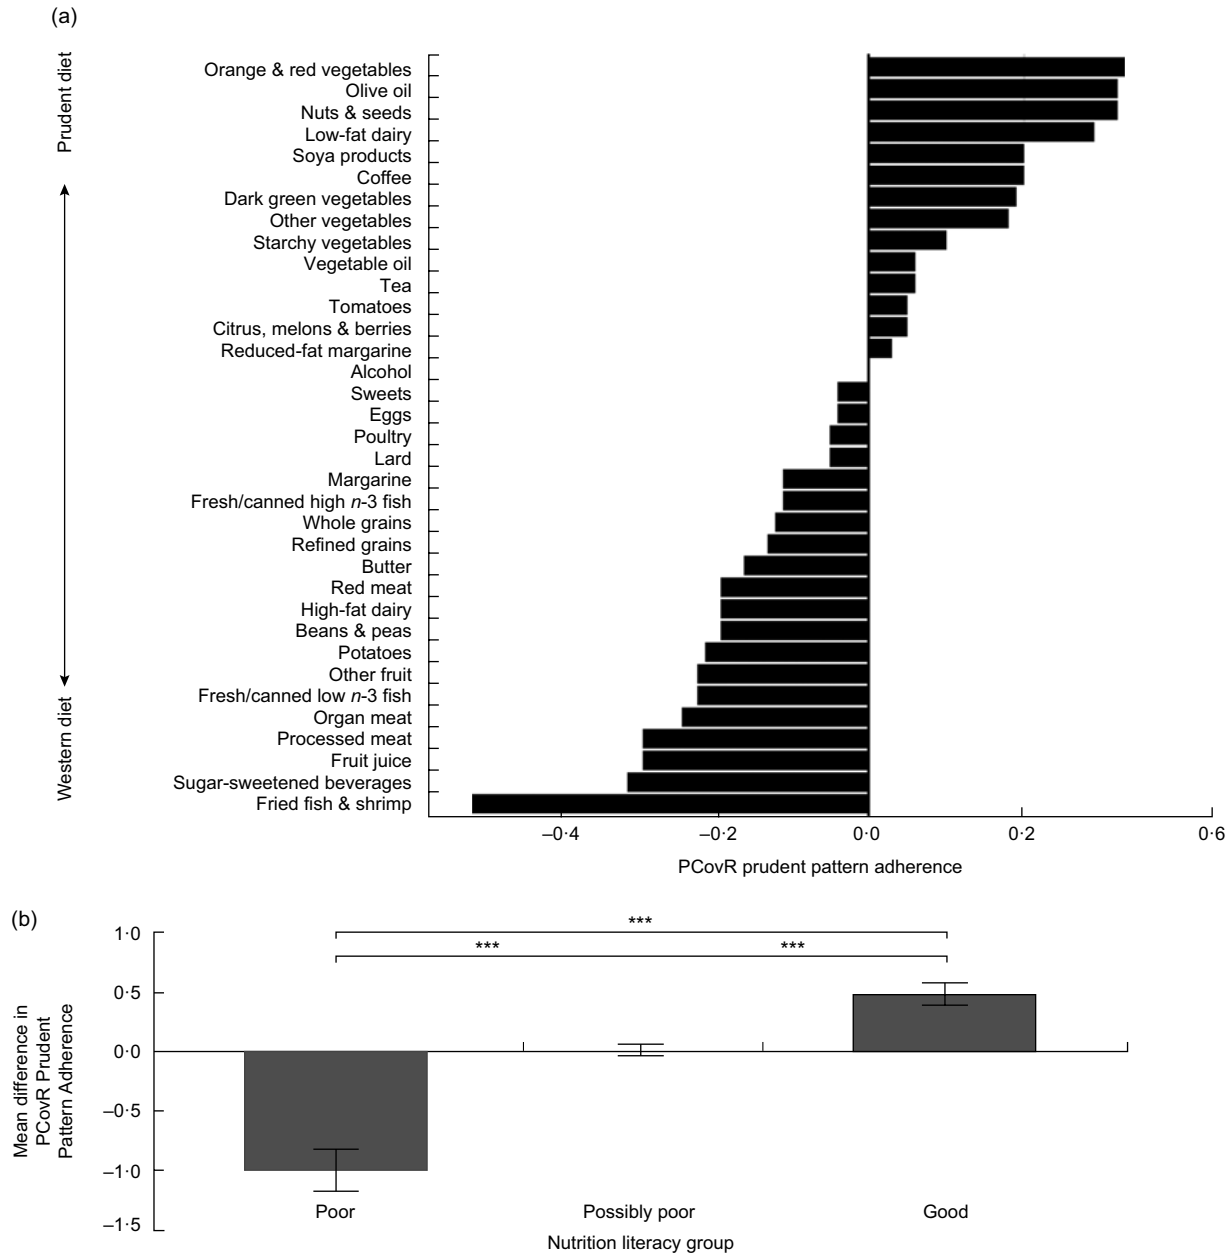 (a)
Prudent diet
Western diet
Orange & red vegetables
Olive oil
Nuts & seeds
Low-fat dairy
Soya products
Coffee
Dark green vegetables
Other vegetables
Starchy vegetables
Vegetable oil
Tea
Tomatoes
Citrus, melons & berries
Reduced-fat margarine
Alcohol
Sweets
Eggs
Poultry
Lard
Margarine
Fresh/canned high n-3 fish
Whole grains
Refined grains
Butter
Red meat
High-fat dairy
Beans & peas
Potatoes
Other fruit
Fresh/canned low n-3 fish
Organ meat
Processed meat
Fruit juice
Sugar-sweetened beverages
Fried fish & shrimp
–0·4 –0·2 0·0 0·2 0·6
PCovR prudent pattern adherence
(b)
Mean difference in
PCovR Prudent
Pattern Adherence
1·0
0·5
0·0
–0·5
–1·0
–1·5
***
*** ***
Poor Possibly poor Good
Nutrition literacy group